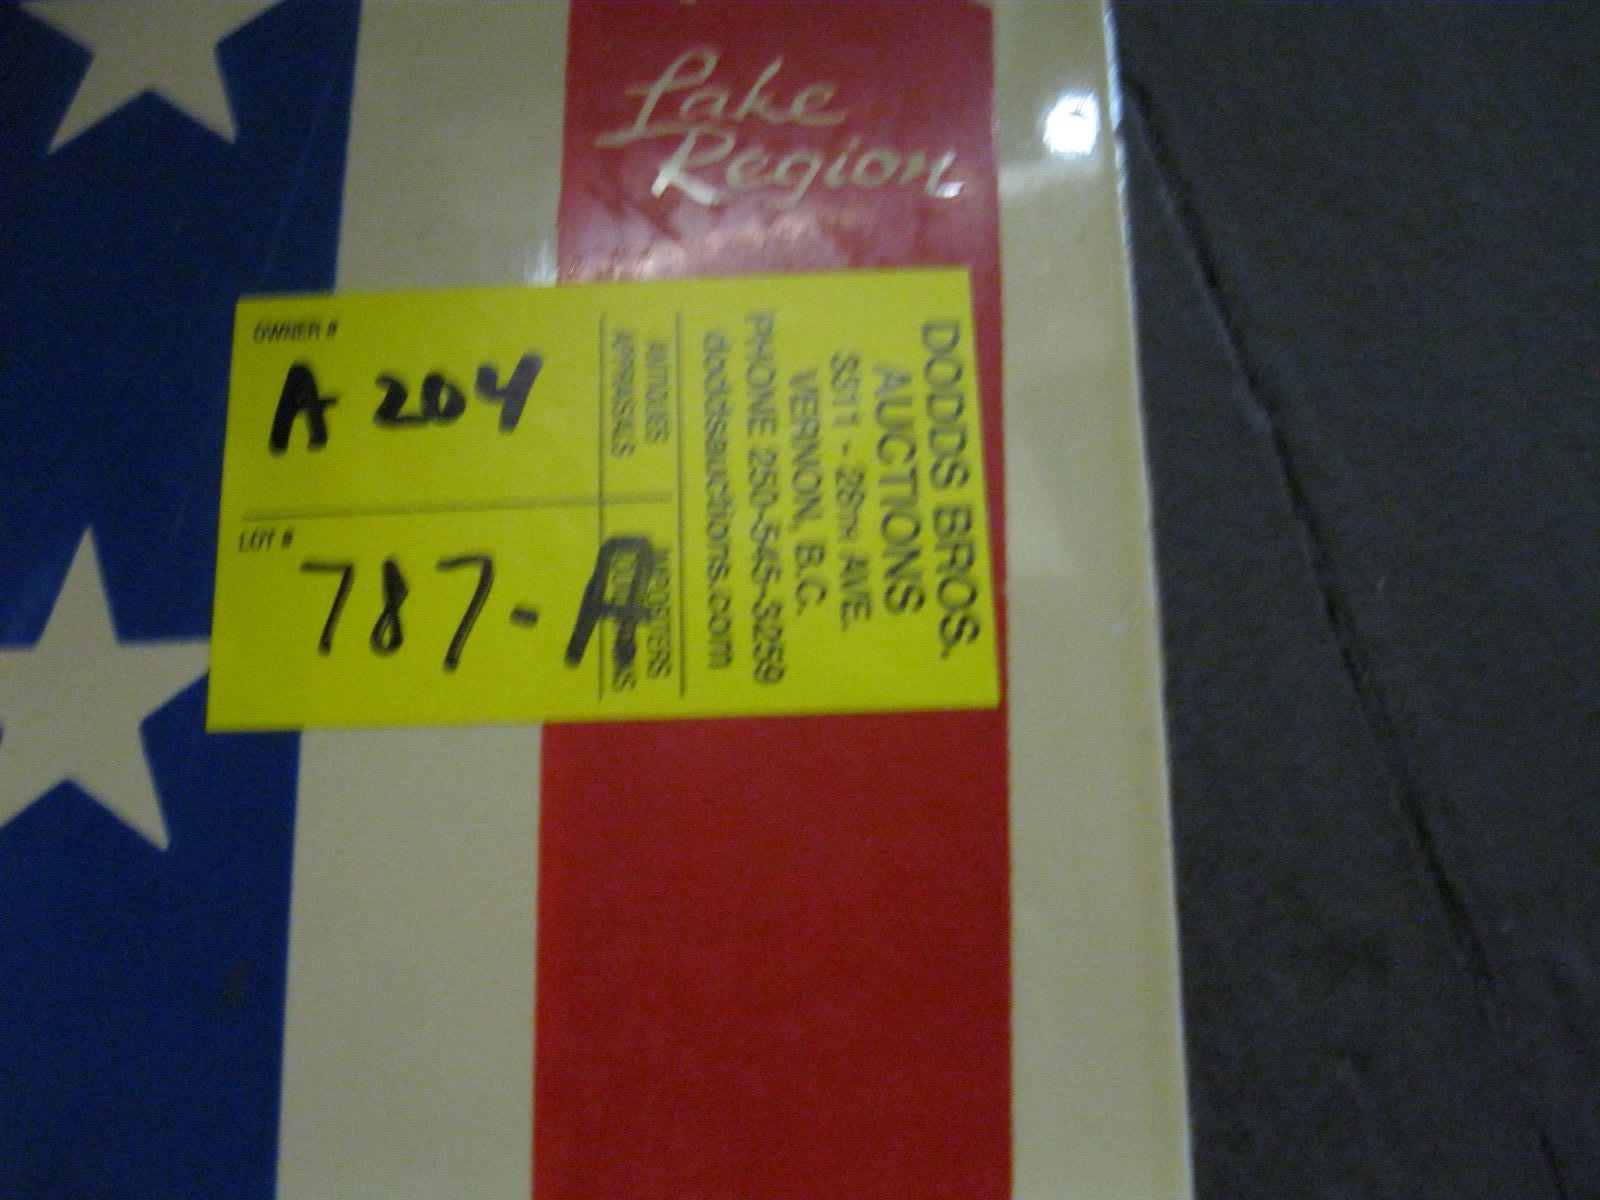 Lake
Region
OWNER #
A 204
LOT #
787-A
DODDS BROS.
AUCTIONS
3311 - 28TH AVE.
VERNON, B.C.
PHONE 250-545-3259
doddsauctions.com
ANTIQUES
APPRAISALS
IMPORTERS